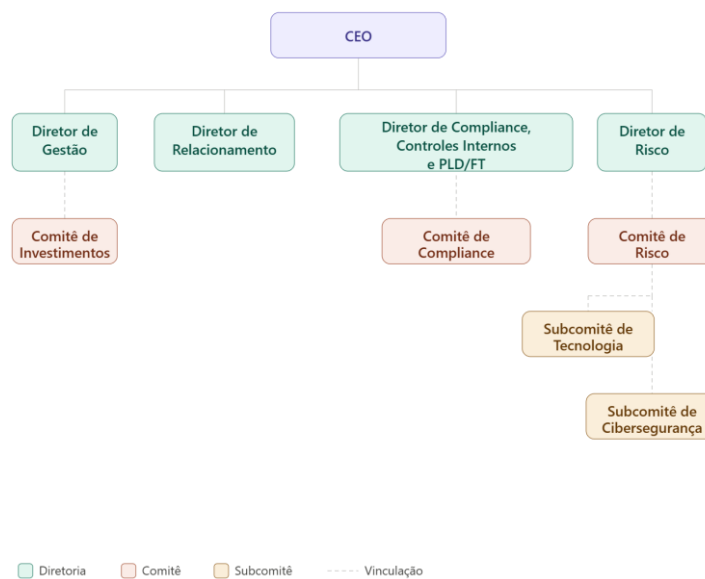 CEO
Diretor de
Gestão
Diretor de
Relacionamento
Diretor de Compliance,
Controles Internos
e PLD/FT
Diretor de
Risco
Comitê de
Investimentos
Comitê de
Compliance
Comitê de
Risco
Subcomitê de
Tecnologia
Subcomitê de
Cibersegurança
Diretoria
Comitê
Subcomitê
Vinculação